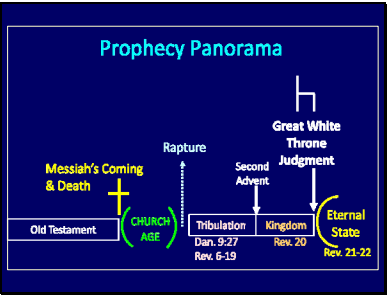 Prophecy Panorama
Great White
Throne
Judgment
Rapture
Second
Advent
Messiah's Coming
& Death
Old Testament
CHURCH
AGE
Tribulation
Kingdom
Eternal
State
Dan. 9:27
Rev. 6-19
Rev. 20
Rev. 21-22